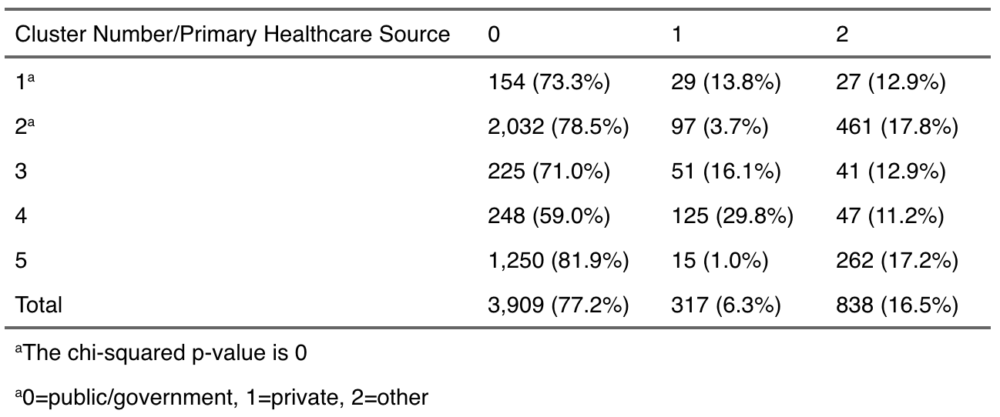 Cluster Number/Primary Healthcare Source 0 1 2
1ᵃ 154 (73.3%) 29 (13.8%) 27 (12.9%)
2ᵃ 2,032 (78.5%) 97 (3.7%) 461 (17.8%)
3 225 (71.0%) 51 (16.1%) 41 (12.9%)
4 248 (59.0%) 125 (29.8%) 47 (11.2%)
5 1,250 (81.9%) 15 (1.0%) 262 (17.2%)
Total 3,909 (77.2%) 317 (6.3%) 838 (16.5%)
ᵃThe chi-squared p-value is 0
ᵃ0=public/government, 1=private, 2=other